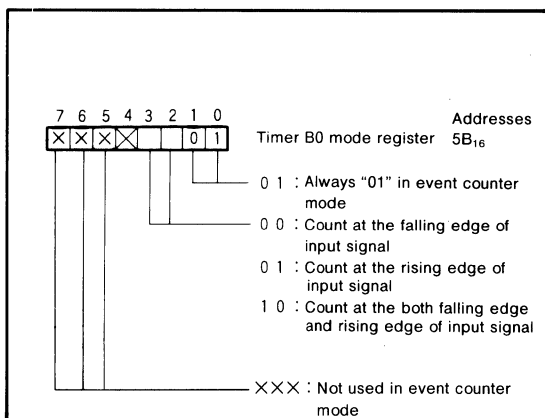 7 6 5 4 3 2 1 0
Addresses
× × × × 0 1 Timer B0 mode register 5B₁₆
0 1 : Always "01" in event counter
mode
0 0 : Count at the falling edge of
input signal
0 1 : Count at the rising edge of
input signal
1 0 : Count at the both falling edge
and rising edge of input signal
××× : Not used in event counter
mode